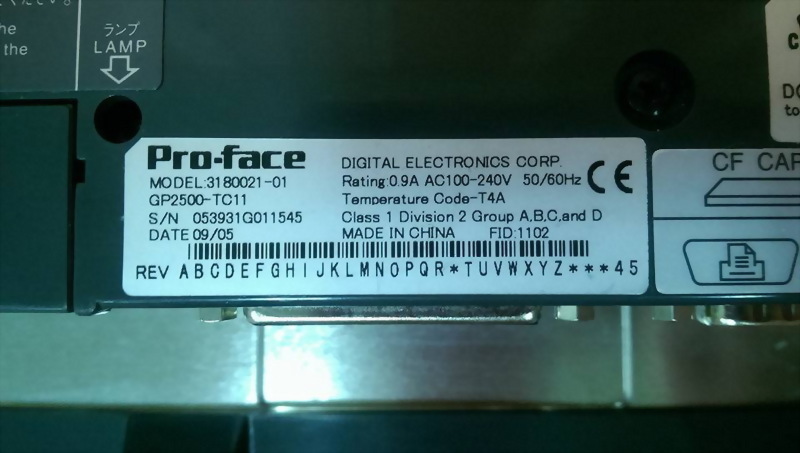 the
the
ランプ
LAMP
Pro-face
DIGITAL ELECTRONICS CORP.
MODEL:3180021-01
Rating:0.9A AC100-240V 50/60Hz
CE
GP2500-TC11
Temperature Code-T4A
S/N 053931G011545
Class 1 Division 2 Group A,B,C,and D
DATE 09/05
MADE IN CHINA FID:1102
REV A B C D E F G H I J K L M N O P Q R * T U V W X Y Z * * * 4 5
CF CAR
DO
to